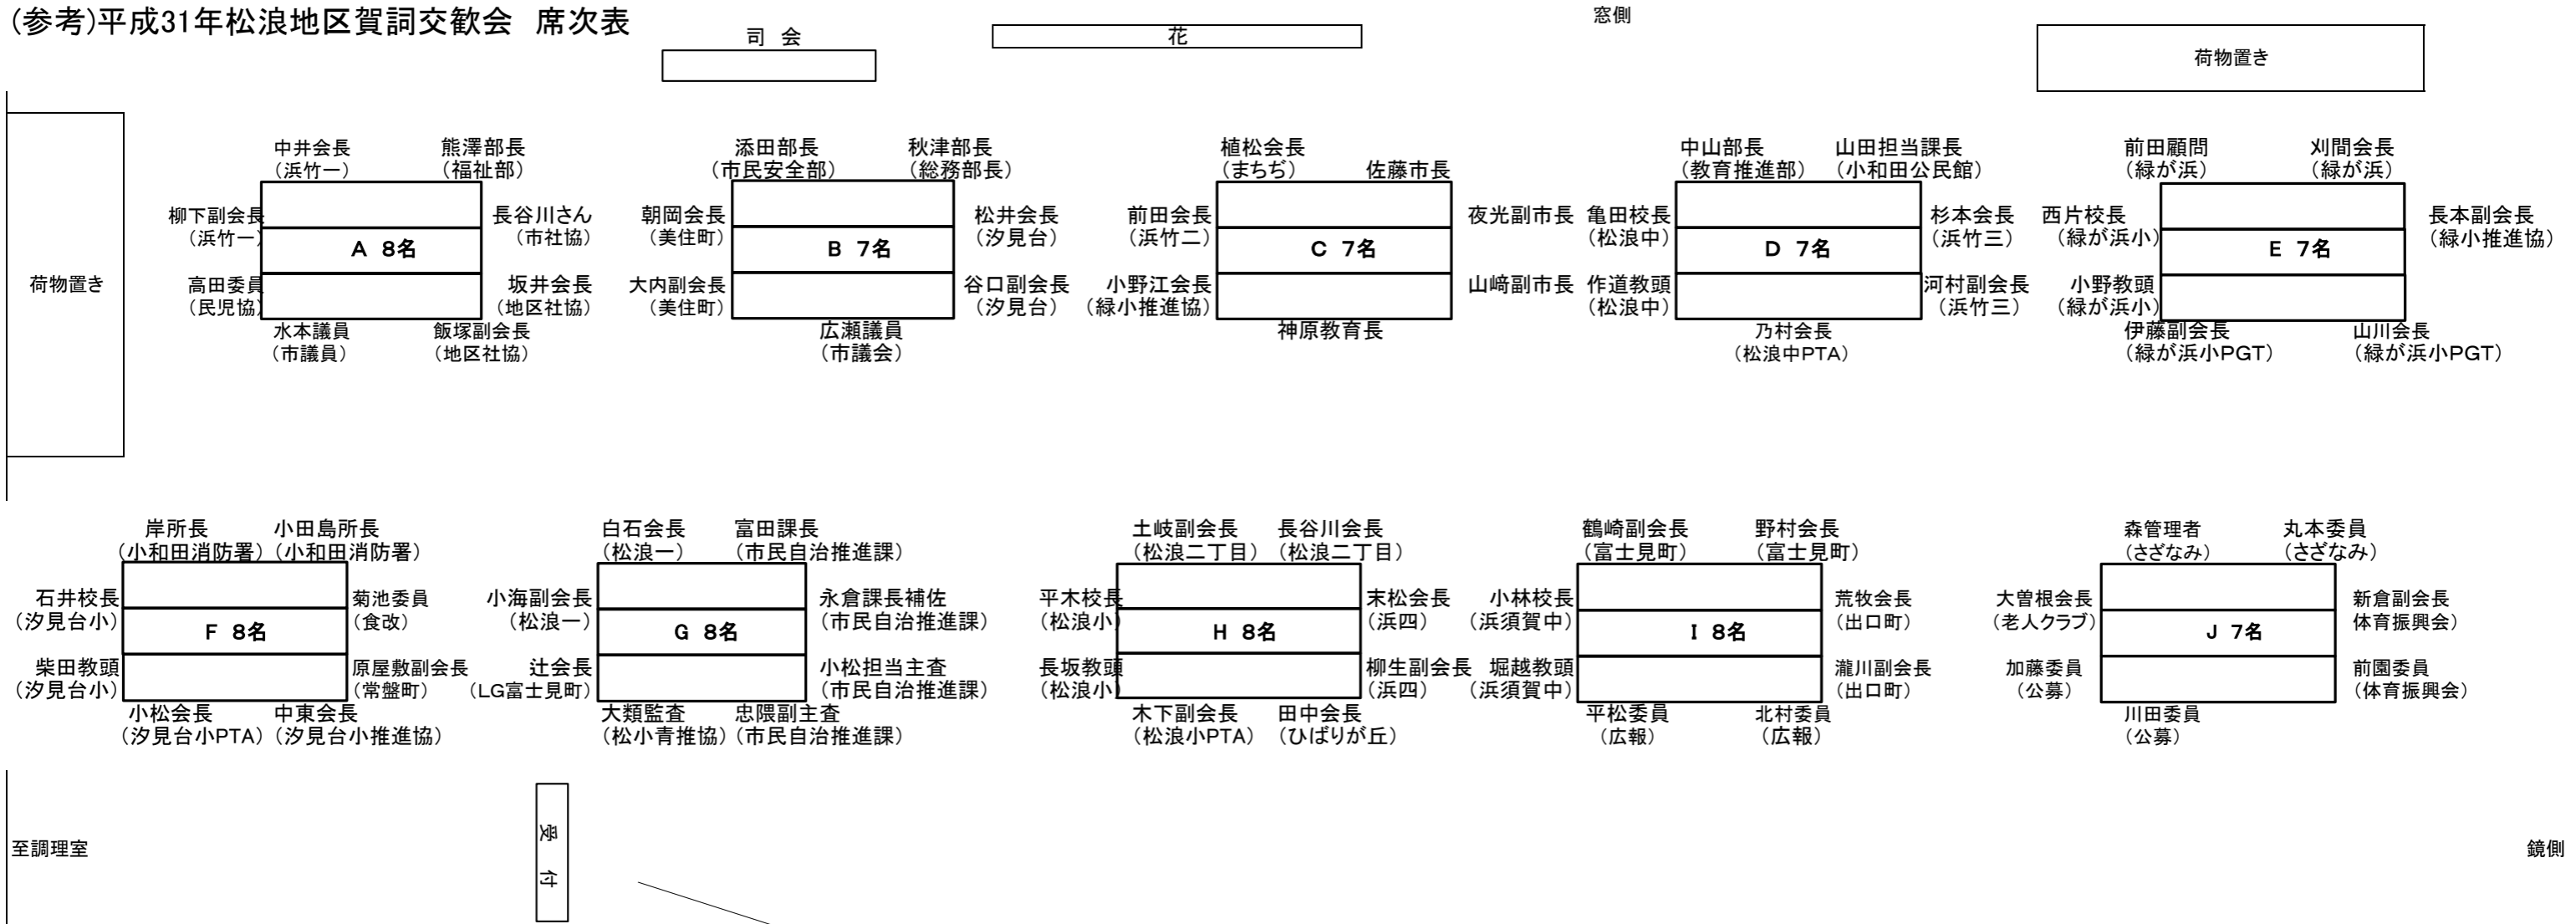 (参考)平成31年松浪地区賀詞交歓会 席次表
司 会
花
窓側
荷物置き
荷物置き
中井会長
（浜竹一）
熊澤部長
（福祉部）
柳下副会長
（浜竹一）
長谷川さん
（市社協）
A 8名
高田委員
（民児協）
坂井会長
（地区社協）
水本議員
（市議員）
飯塚副会長
（地区社協）
添田部長
（市民安全部）
秋津部長
（総務部長）
朝岡会長
（美住町）
松井会長
（汐見台）
B 7名
大内副会長
（美住町）
谷口副会長
（汐見台）
広瀬議員
（市議会）
植松会長
（まちぢ）
佐藤市長
前田会長
（浜竹二）
夜光副市長
C 7名
小野江会長
（緑小推進協）
山﨑副市長
神原教育長
中山部長
（教育推進部）
山田担当課長
（小和田公民館）
亀田校長
（松浪中）
杉本会長
（浜竹三）
D 7名
作道教頭
（松浪中）
河村副会長
（浜竹三）
乃村会長
（松浪中PTA）
前田顧問
（緑が浜）
刈間会長
（緑が浜）
西片校長
（緑が浜小）
長本副会長
（緑小推進協）
E 7名
小野教頭
（緑が浜小）
伊藤副会長
（緑が浜小PGT）
山川会長
（緑が浜小PGT）
岸所長
（小和田消防署）
小田島所長
（小和田消防署）
石井校長
（汐見台小）
菊池委員
（食改）
F 8名
柴田教頭
（汐見台小）
原屋敷副会長
（常盤町）
小松会長
（汐見台小PTA）
中東会長
（汐見台小推進協）
白石会長
（松浪一）
富田課長
（市民自治推進課）
小海副会長
（松浪一）
永倉課長補佐
（市民自治推進課）
G 8名
辻会長
（LG富士見町）
小松担当主査
（市民自治推進課）
大類監査
（松小青推協）
忠隈副主査
（市民自治推進課）
土岐副会長
（松浪二丁目）
長谷川会長
（松浪二丁目）
平木校長
（松浪小）
末松会長
（浜四）
H 8名
長坂教頭
（松浪小）
柳生副会長
（浜四）
木下副会長
（松浪小PTA）
田中会長
（ひばりが丘）
鶴崎副会長
（富士見町）
野村会長
（富士見町）
小林校長
（浜須賀中）
荒牧会長
（出口町）
I 8名
堀越教頭
（浜須賀中）
瀧川副会長
（出口町）
平松委員
（広報）
北村委員
（広報）
森管理者
（さざなみ）
丸本委員
（さざなみ）
大曽根会長
（老人クラブ）
新倉副会長
体育振興会）
J 7名
加藤委員
（公募）
前園委員
（体育振興会）
川田委員
（公募）
受 付
至調理室
鏡側